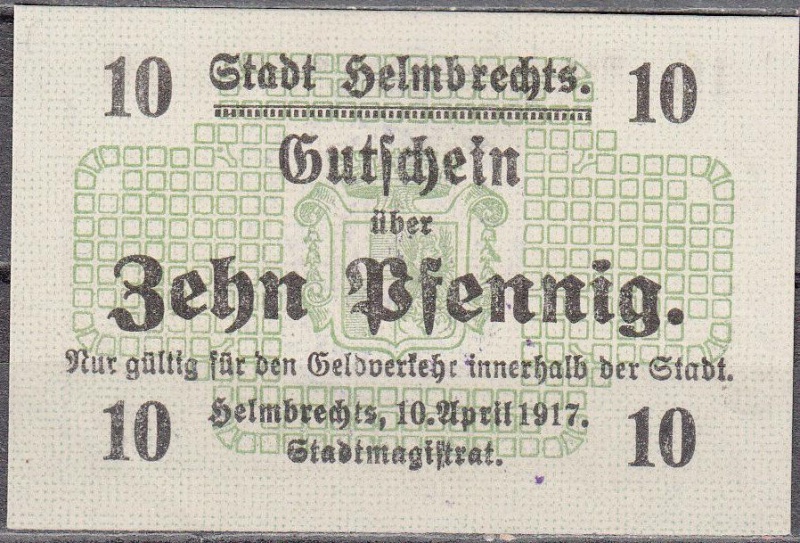 10 Stadt Helmbrechts. 10
Gutschein
über
Zehn Pfennig.
Nur gültig für den Geldverkehr innerhalb der Stadt.
10 Helmbrechts, 10. April 1917. 10
Stadtmagistrat.